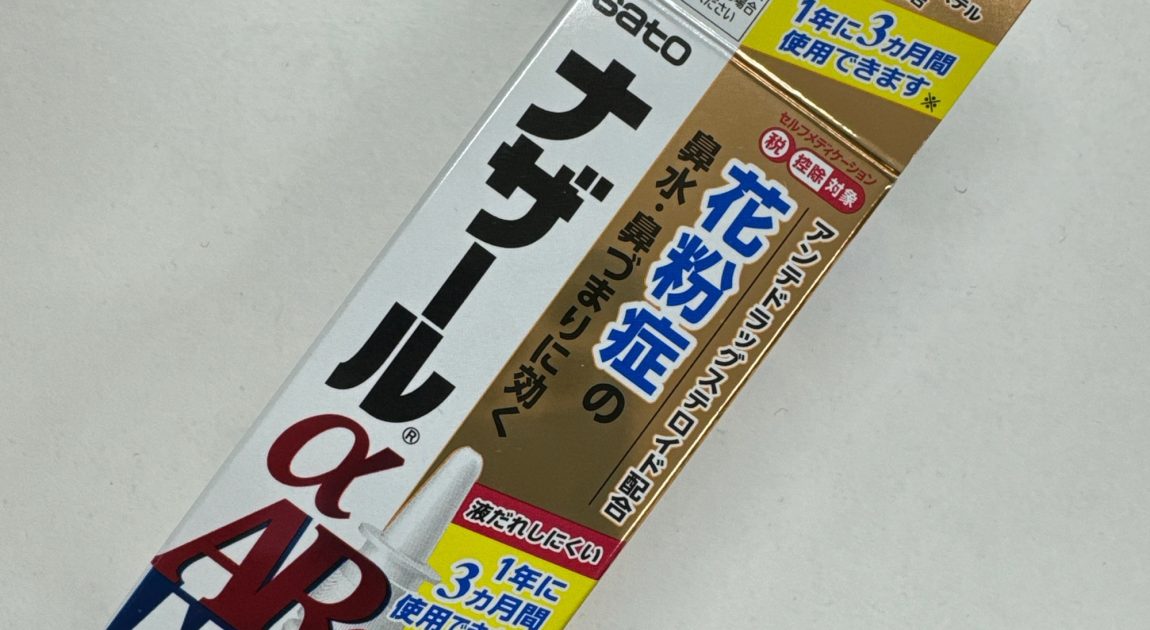 sato
ナザール®
α
AR
1年に3ヵ月間
使用できます※
セルフメディケーション
税 控除 対象
アンテドラッグステロイド配合
花粉症の
鼻水・鼻づまりに効く
液だれしにくい
1年に
3ヵ月間